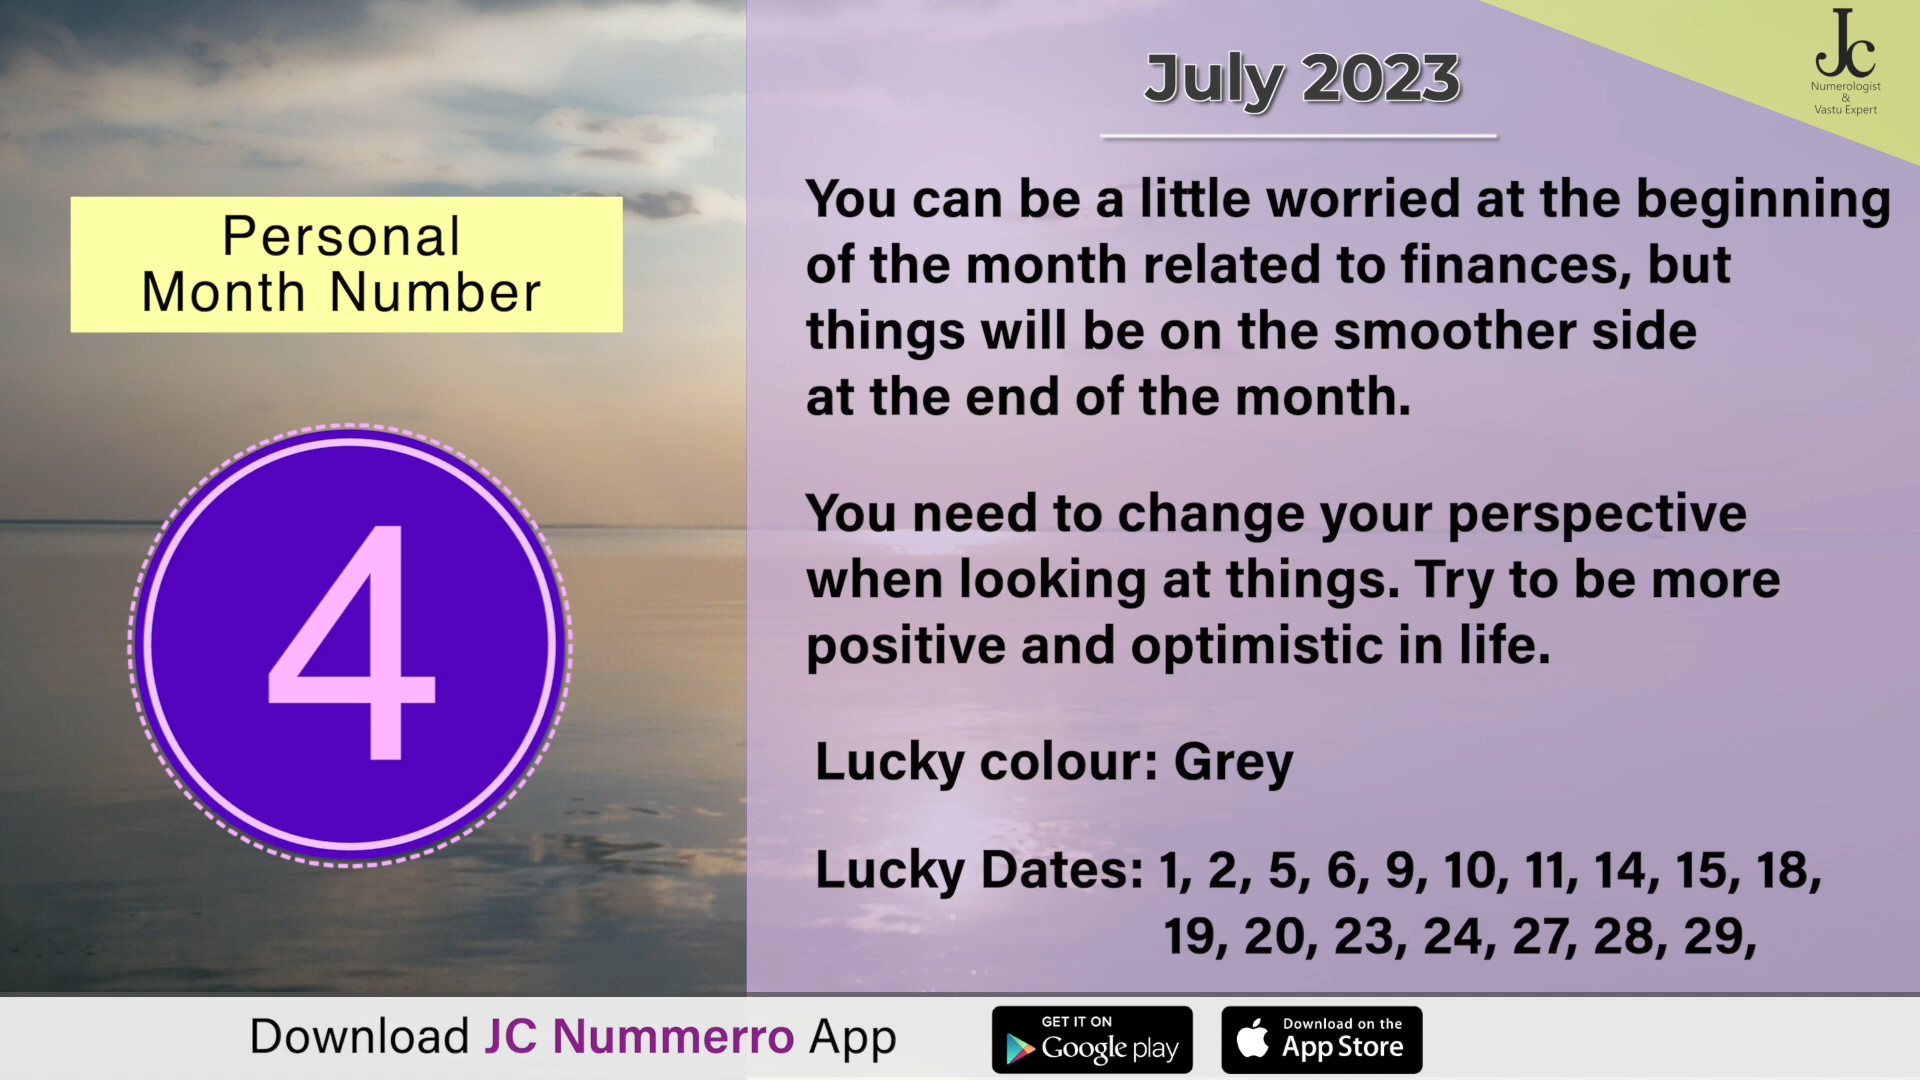 Personal
Month Number
4
July 2023
Jc
Numerologist
&
Vastu Expert
You can be a little worried at the beginning
of the month related to finances, but
things will be on the smoother side
at the end of the month.
You need to change your perspective
when looking at things. Try to be more
positive and optimistic in life.
Lucky colour: Grey
Lucky Dates: 1, 2, 5, 6, 9, 10, 11, 14, 15, 18,
19, 20, 23, 24, 27, 28, 29,
Download JC Nummerro App
GET IT ON
Google play
Download on the
App Store